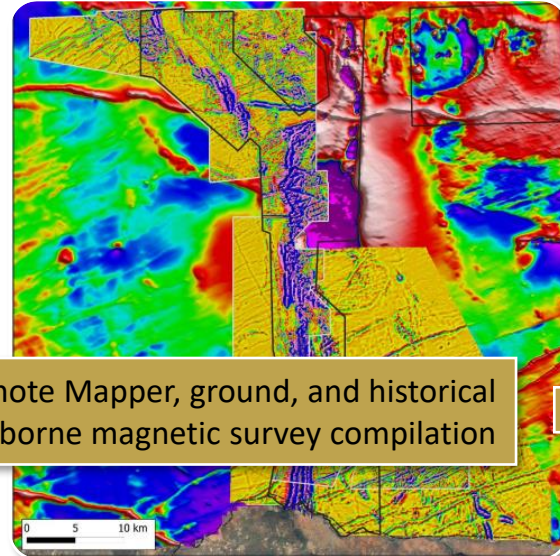 note Mapper, ground, and historical
borne magnetic survey compilation
0 5 10 km